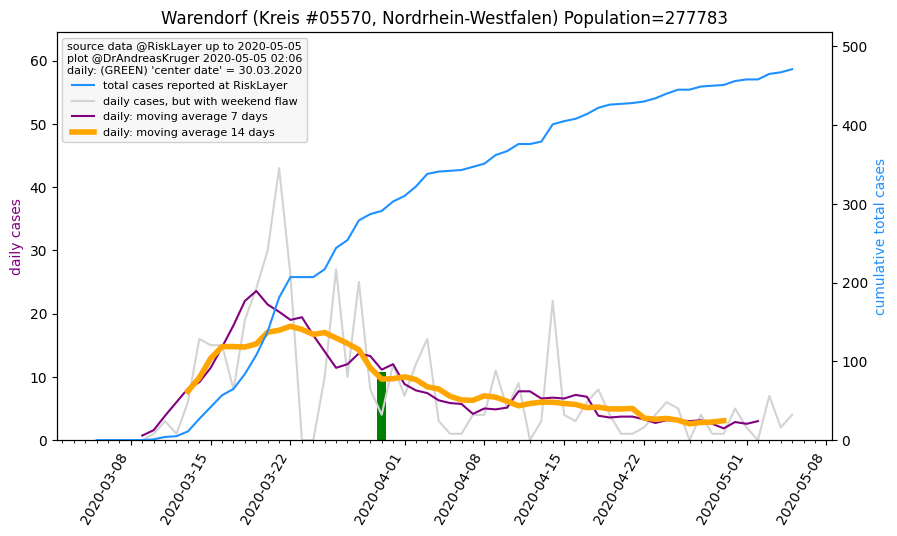 Warendorf (Kreis #05570, Nordrhein-Westfalen) Population=277783
source data @RiskLayer up to 2020-05-05
plot @DrAndreasKruger 2020-05-05 02:06
daily: (GREEN) 'center date' = 30.03.2020
total cases reported at RiskLayer
daily cases, but with weekend flaw
daily: moving average 7 days
daily: moving average 14 days
daily cases
0
10
20
30
40
50
60
cumulative total cases
0
100
200
300
400
500
2020-03-08
2020-03-15
2020-03-22
2020-04-01
2020-04-08
2020-04-15
2020-04-22
2020-05-01
2020-05-08